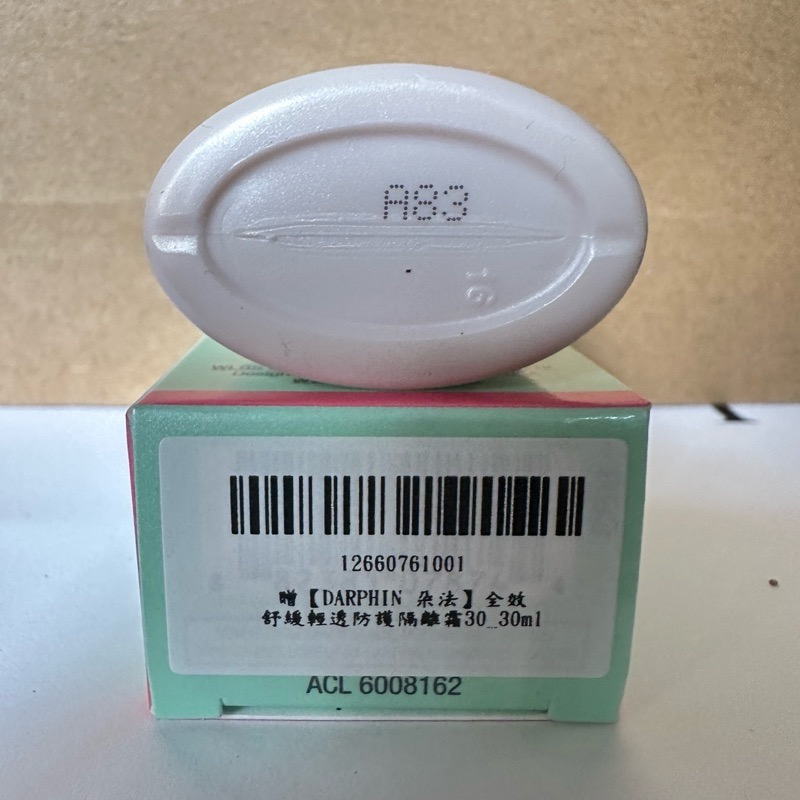 A83
1G
12660761001
贈【DARPHIN 朵法】全效
舒緩輕透防護隔離霜30_30ml
ACL 6008162